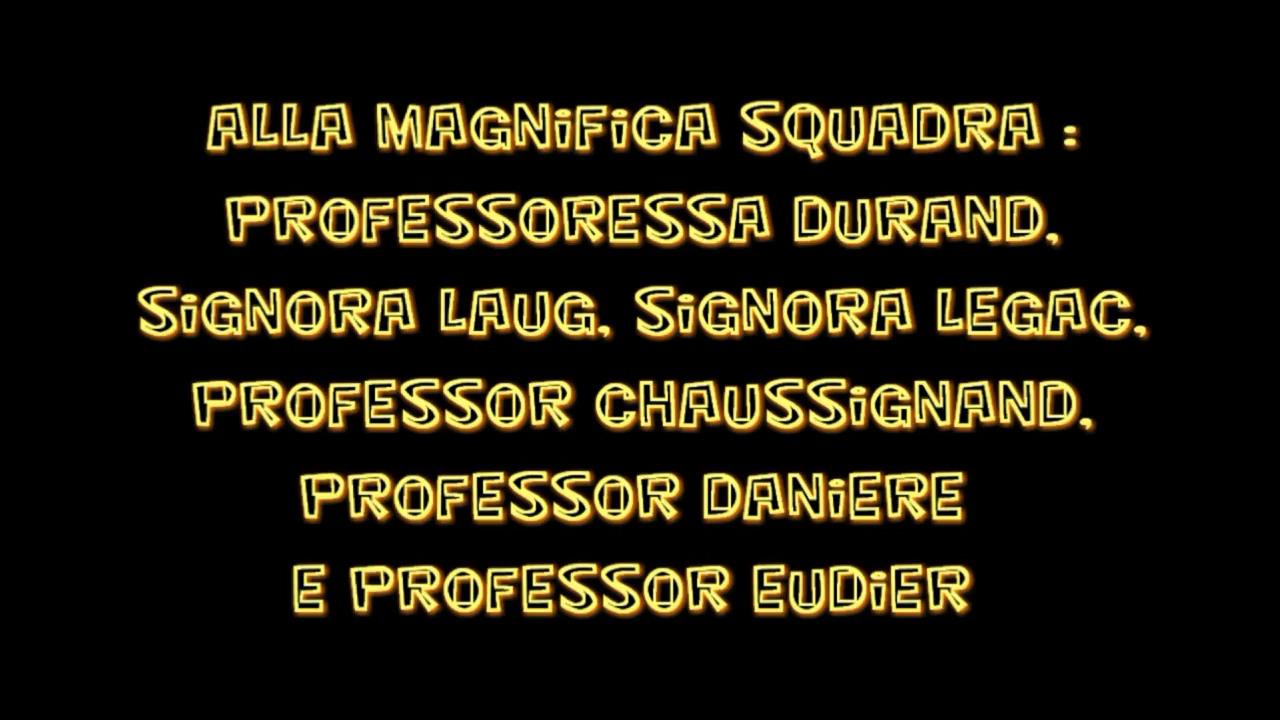 ALLA MAGNiFiCA SQUADRA :
PROFESSORESSA DURAND,
SiGNORA LAUG, SiGNORA LEGAC,
PROFESSOR CHAUSSiGNAND,
PROFESSOR DANiERE
E PROFESSOR EUDiER